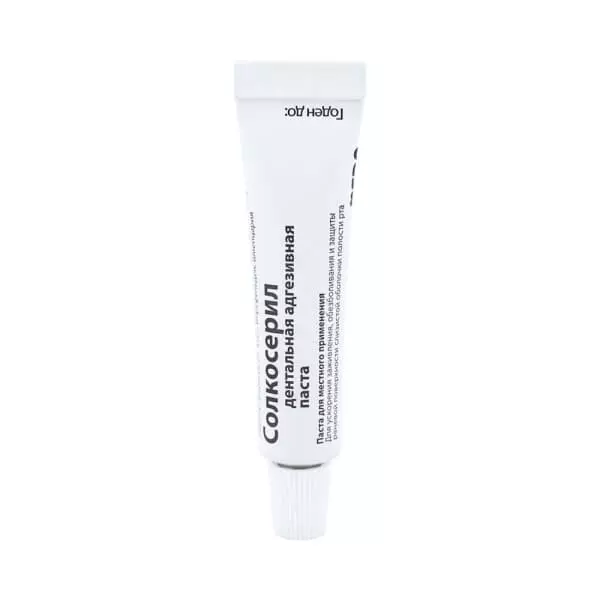 Годен до:
Солкосерил
дентальная адгезивная
паста
Паста для местного применения
Для ускорения заживления, обезболивания и защиты
раневой поверхности слизистой оболочки полости рта